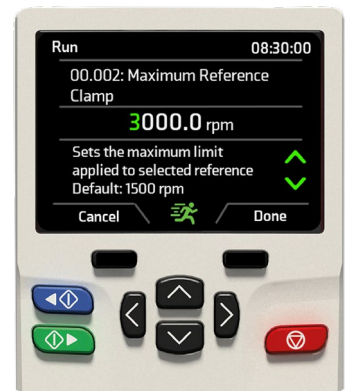 Run 08:30:00
00.002: Maximum Reference
Clamp
3000.0 rpm
Sets the maximum limit
applied to selected reference
Default: 1500 rpm
Cancel Done